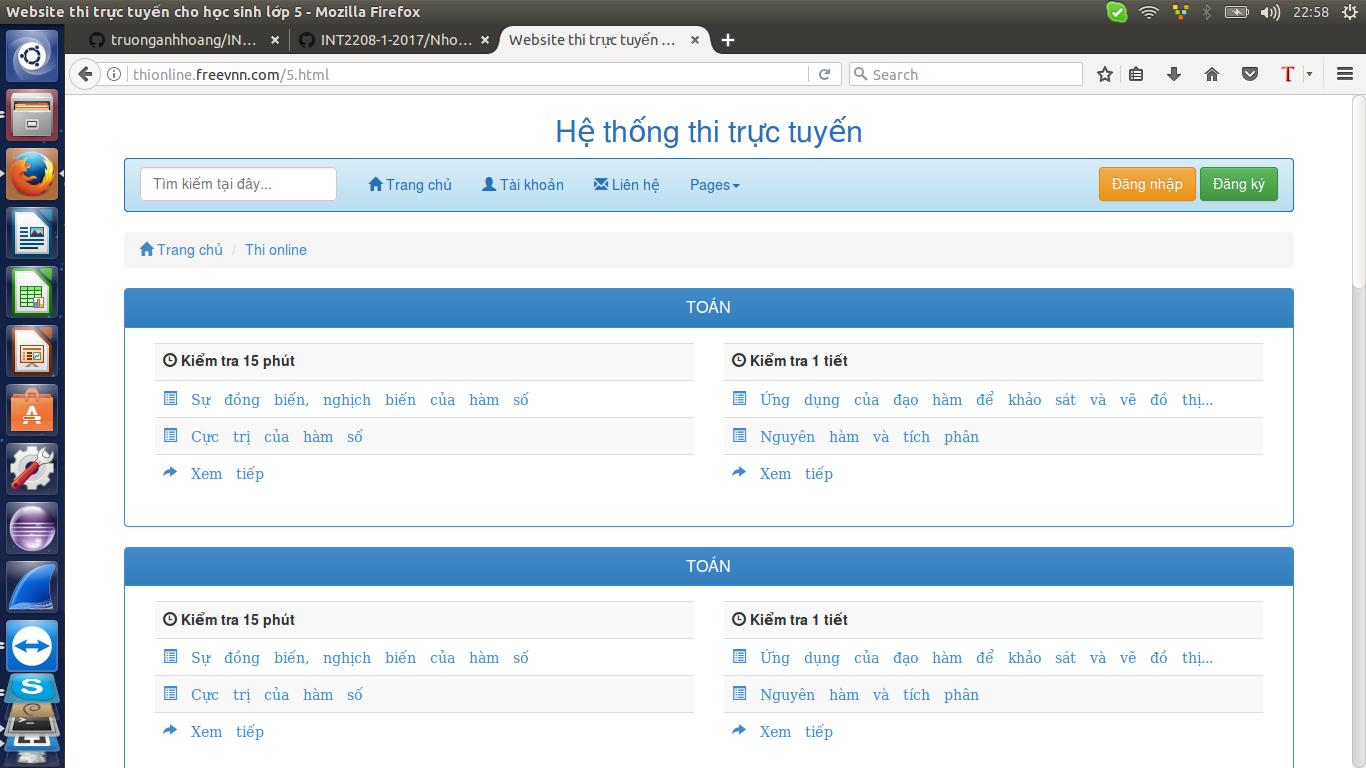 Website thi trực tuyến cho học sinh lớp 5 - Mozilla Firefox
22:58
truonganhhoang/IN... × INT2208-1-2017/Nho... × Website thi trực tuyến ... ×
thionline.freevnn.com/5.html
Search
Hệ thống thi trực tuyến
Tìm kiếm tại đây... Trang chủ Tài khoản Liên hệ Pages Đăng nhập Đăng ký
Trang chủ / Thi online
TOÁN
Kiểm tra 15 phút
Sự đồng biến, nghịch biến của hàm số
Cực trị của hàm số
Xem tiếp
Kiểm tra 1 tiết
Ứng dụng của đạo hàm để khảo sát và vẽ đồ thị...
Nguyên hàm và tích phân
Xem tiếp
TOÁN
Kiểm tra 15 phút
Sự đồng biến, nghịch biến của hàm số
Cực trị của hàm số
Xem tiếp
Kiểm tra 1 tiết
Ứng dụng của đạo hàm để khảo sát và vẽ đồ thị...
Nguyên hàm và tích phân
Xem tiếp